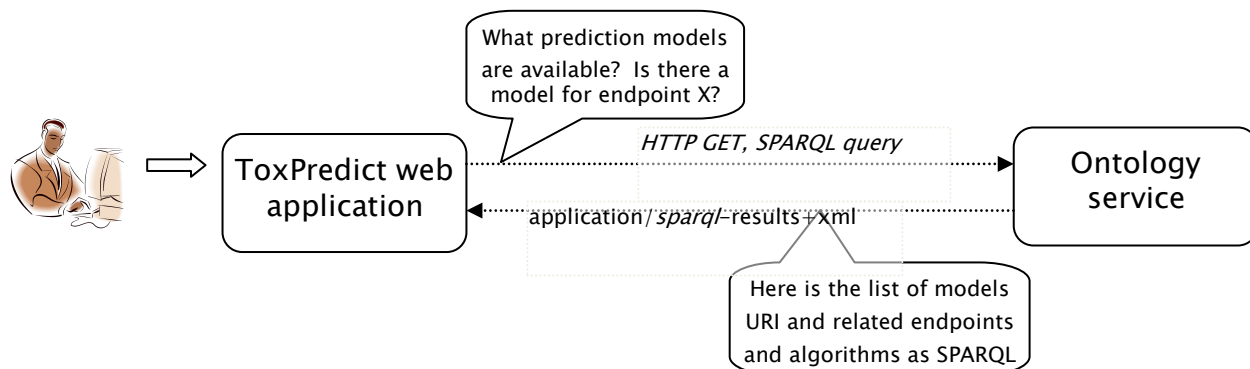 What prediction models
are available? Is there a
model for endpoint X?
HTTP GET, SPARQL query
ToxPredict web
application
Ontology
service
application/sparql-results+xml
Here is the list of models
URI and related endpoints
and algorithms as SPARQL